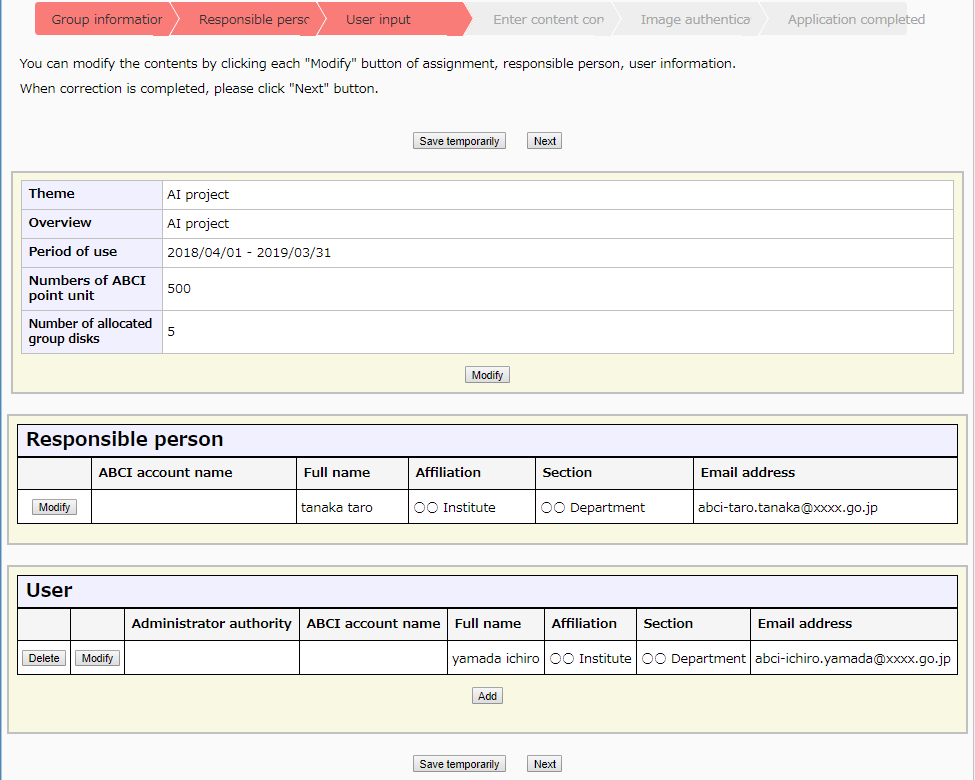 Group information Responsible perso User input Enter content con Image authentica Application completed
You can modify the contents by clicking each "Modify" button of assignment, responsible person, user information.
When correction is completed, please click "Next" button.
Save temporarily Next
Theme AI project
Overview AI project
Period of use 2018/04/01 - 2019/03/31
Numbers of ABCI
point unit 500
Number of allocated
group disks 5
Modify
Responsible person
ABCI account name Full name Affiliation Section Email address
Modify tanaka taro ○○ Institute ○○ Department abci-taro.tanaka@xxxx.go.jp
User
Administrator authority ABCI account name Full name Affiliation Section Email address
Delete Modify yamada ichiro ○○ Institute ○○ Department abci-ichiro.yamada@xxxx.go.jp
Add
Save temporarily Next